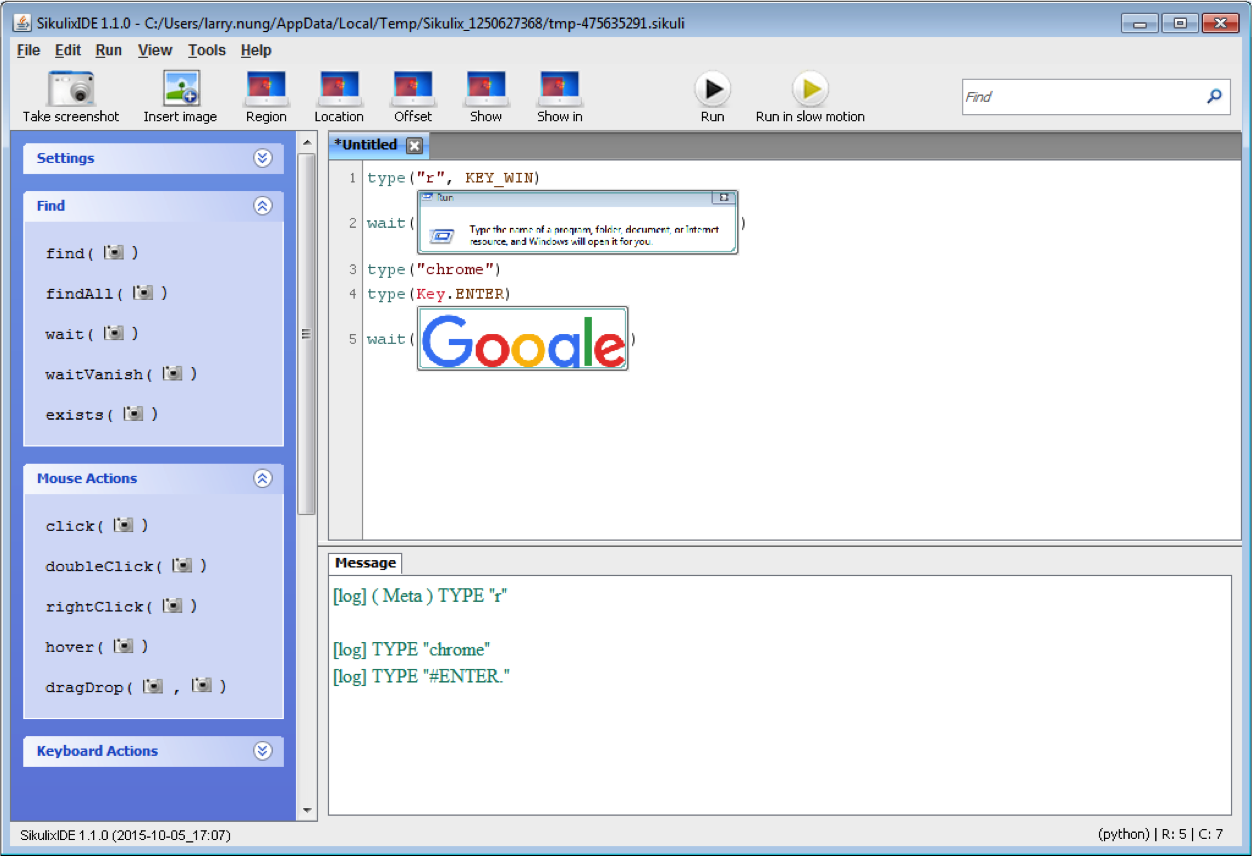 SikulixIDE 1.1.0 - C:/Users/larry.nung/AppData/Local/Temp/Sikulix_1250627368/tmp-475635291.sikuli
File Edit Run View Tools Help
Take screenshot Insert image Region Location Offset Show Show in Run Run in slow motion Find
Settings
Find
find( )
findAll( )
wait( )
waitVanish( )
exists( )
Mouse Actions
click( )
doubleClick( )
rightClick( )
hover( )
dragDrop( , )
Keyboard Actions
*Untitled
1 type("r", KEY_WIN)
Run
2 wait( )
Type the name of a program, folder, document, or Internet
resource, and Windows will open it for you.
3 type("chrome")
4 type(Key.ENTER)
5 wait(Google)
Message
[log] ( Meta ) TYPE "r"
[log] TYPE "chrome"
[log] TYPE "#ENTER."
SikulixIDE 1.1.0 (2015-10-05_17:07)
(python) | R: 5 | C: 7